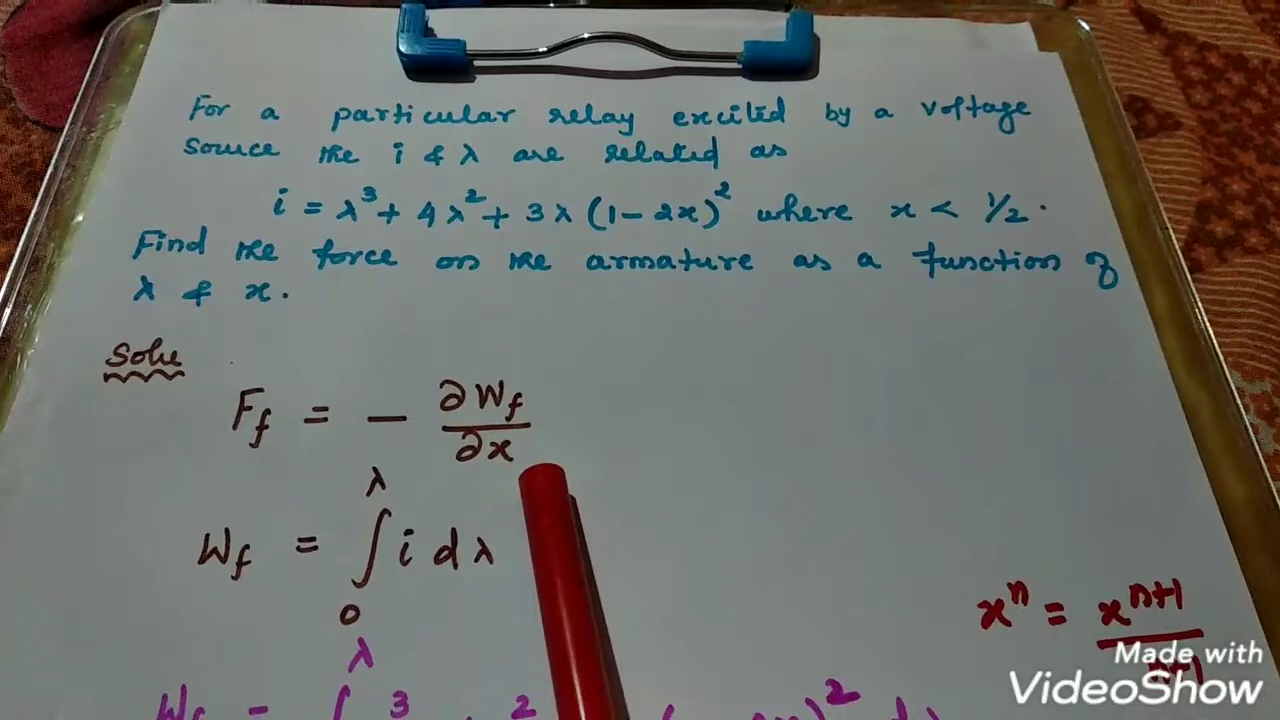 For a particular relay excited by a voltage
source the i & λ are related as
i = λ³ + 4λ² + 3λ (1 - 2x)² where x < 1/2.
Find the force on the armature as a function of
λ & x.
Solu
F_f = - ∂W_f / ∂x
W_f = ∫₀^λ i dλ
xⁿ = xⁿ⁺¹ / n+1
Made with
VideoShow